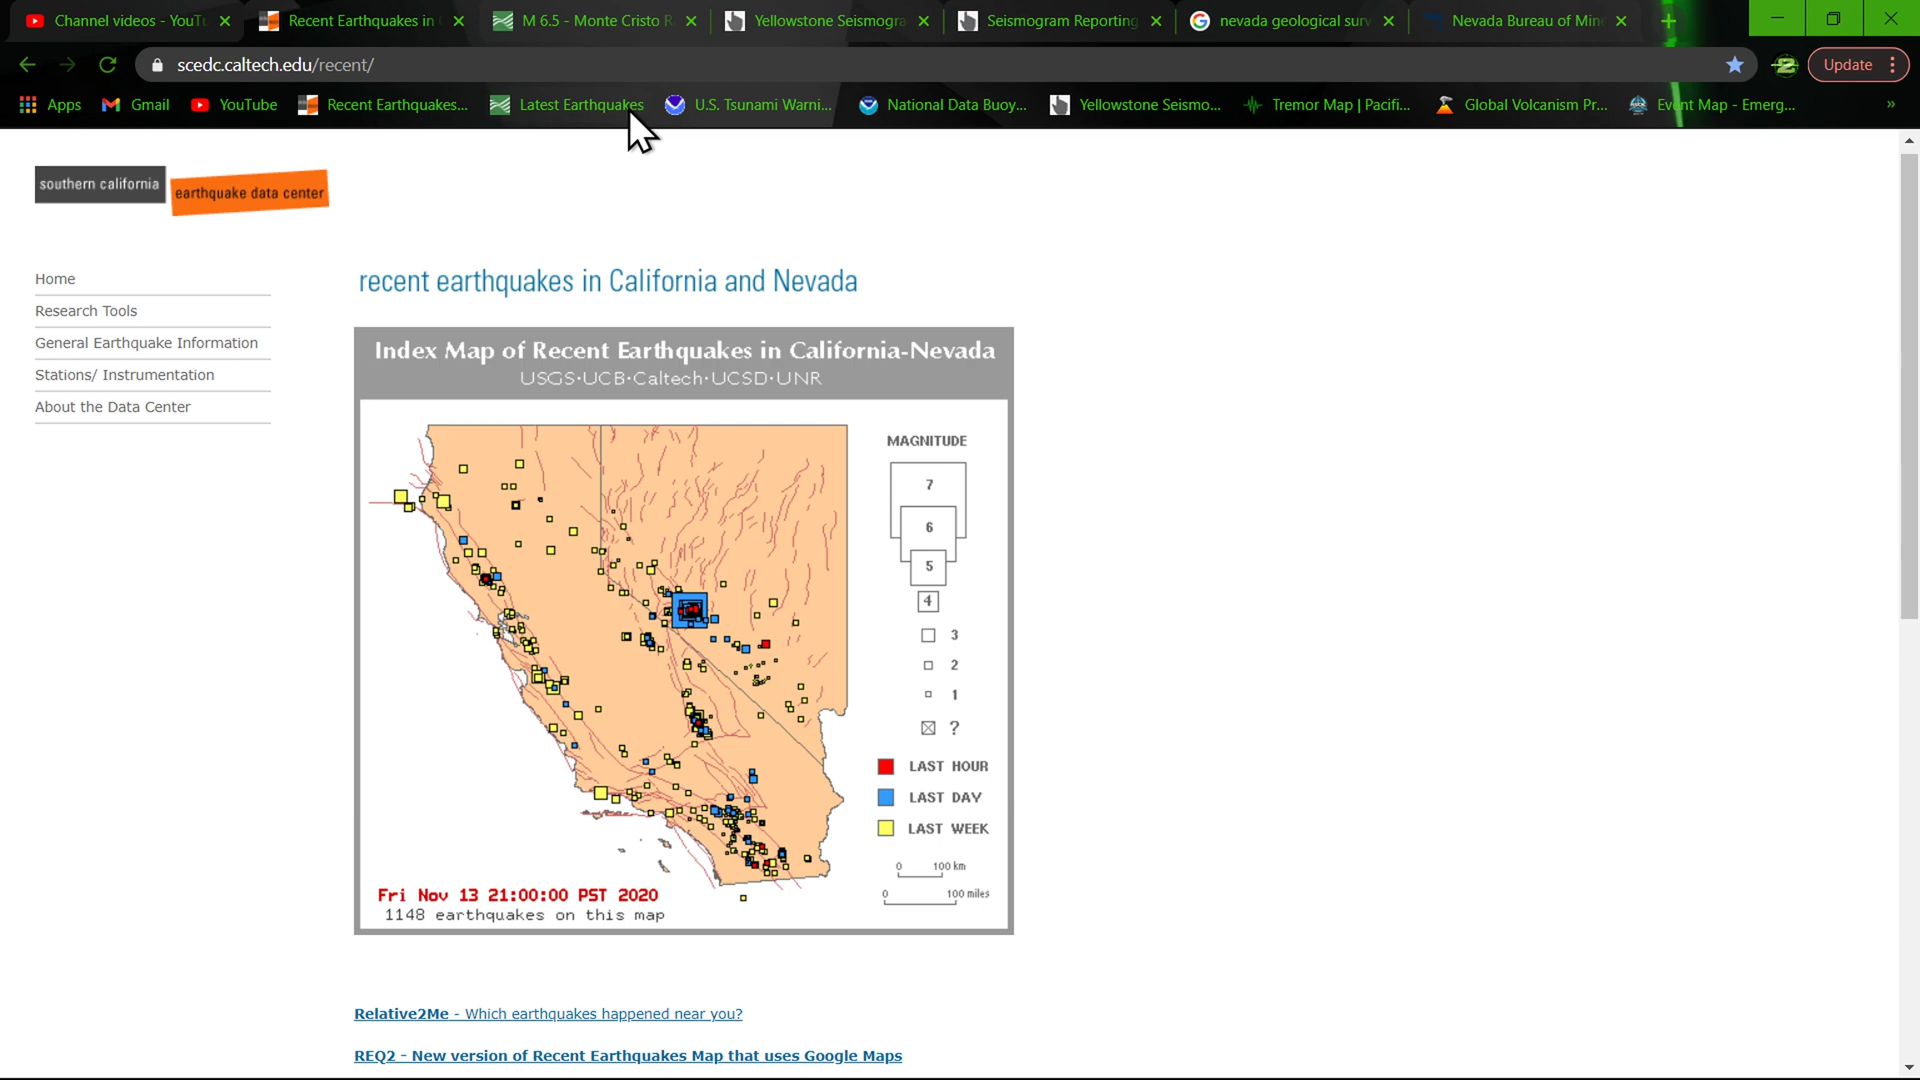 Channel videos - YouTu
Recent Earthquakes in
M 6.5 - Monte Cristo R
Yellowstone Seismogra
Seismogram Reporting
nevada geological surv
Nevada Bureau of Mine
scedc.caltech.edu/recent/
Update
Apps
Gmail
YouTube
Recent Earthquakes...
Latest Earthquakes
U.S. Tsunami Warni...
National Data Buoy...
Yellowstone Seismo...
Tremor Map | Pacifi...
Global Volcanism Pr...
Event Map - Emerg...
»
southern california
earthquake data center
Home
Research Tools
General Earthquake Information
Stations/ Instrumentation
About the Data Center
recent earthquakes in California and Nevada
Index Map of Recent Earthquakes in California-Nevada
USGS·UCB·Caltech·UCSD·UNR
MAGNITUDE
7
6
5
4
3
2
1
?
LAST HOUR
LAST DAY
LAST WEEK
0 100 km
0 100 miles
Fri Nov 13 21:00:00 PST 2020
1148 earthquakes on this map
Relative2Me - Which earthquakes happened near you?
REQ2 - New version of Recent Earthquakes Map that uses Google Maps